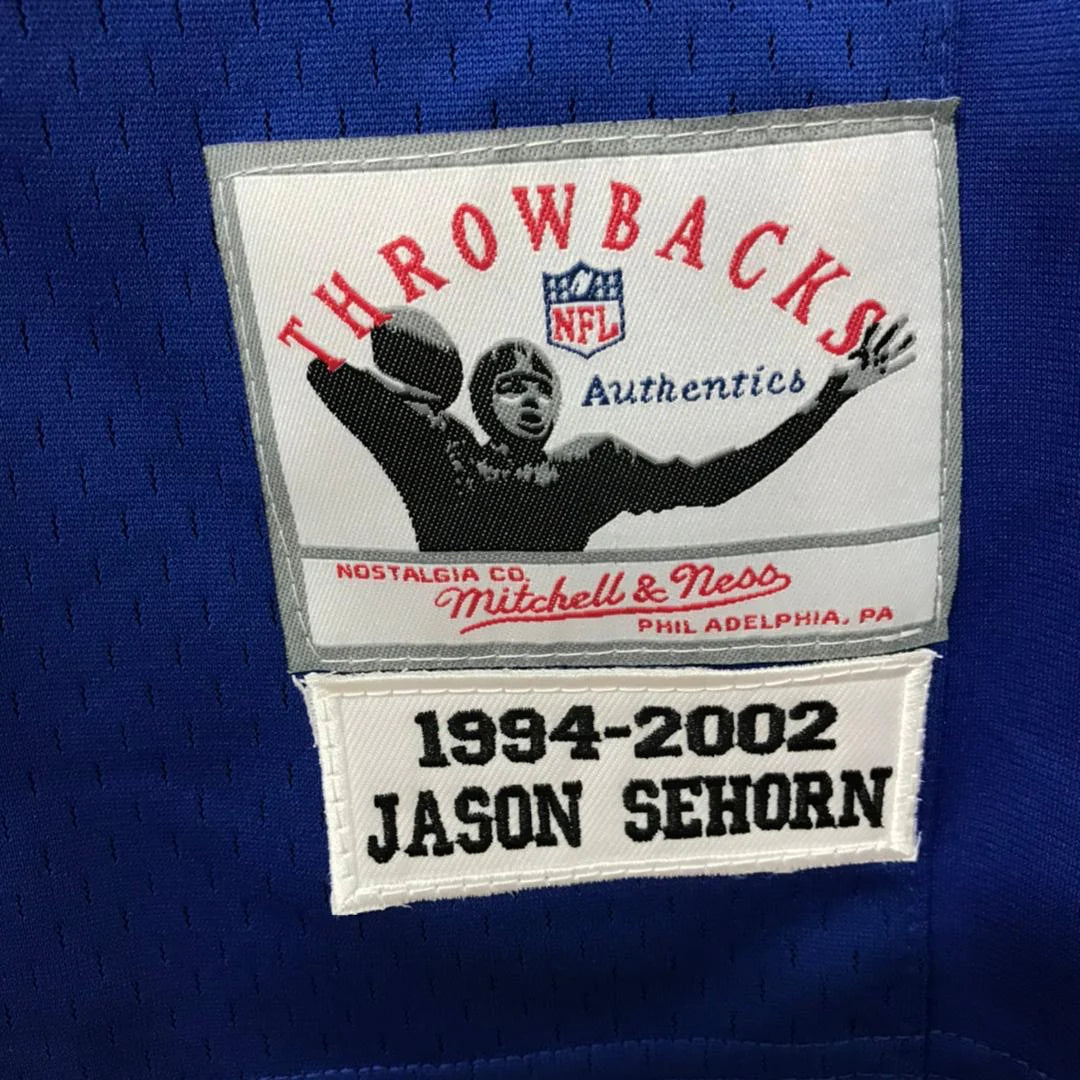 THROWBACKS
NFL
Authentics
NOSTALGIA CO.
Mitchell & Ness
PHILADELPHIA, PA
1994-2002
JASON SEHORN